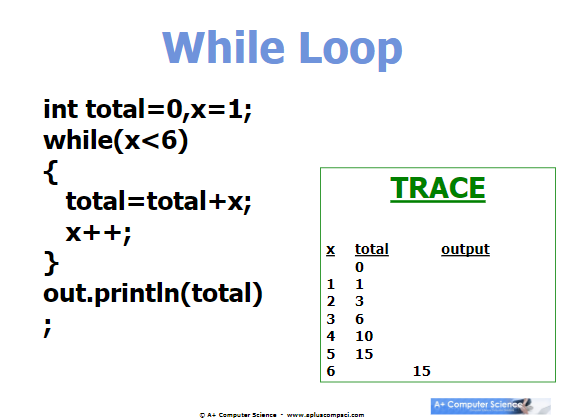 While Loop
int total=0,x=1;
while(x<6)
{
total=total+x;
x++;
}
out.println(total)
;
TRACE
x total output
0
1 1
2 3
3 6
4 10
5 15
6 15
© A+ Computer Science - www.apluscompsci.com
A+ Computer Science